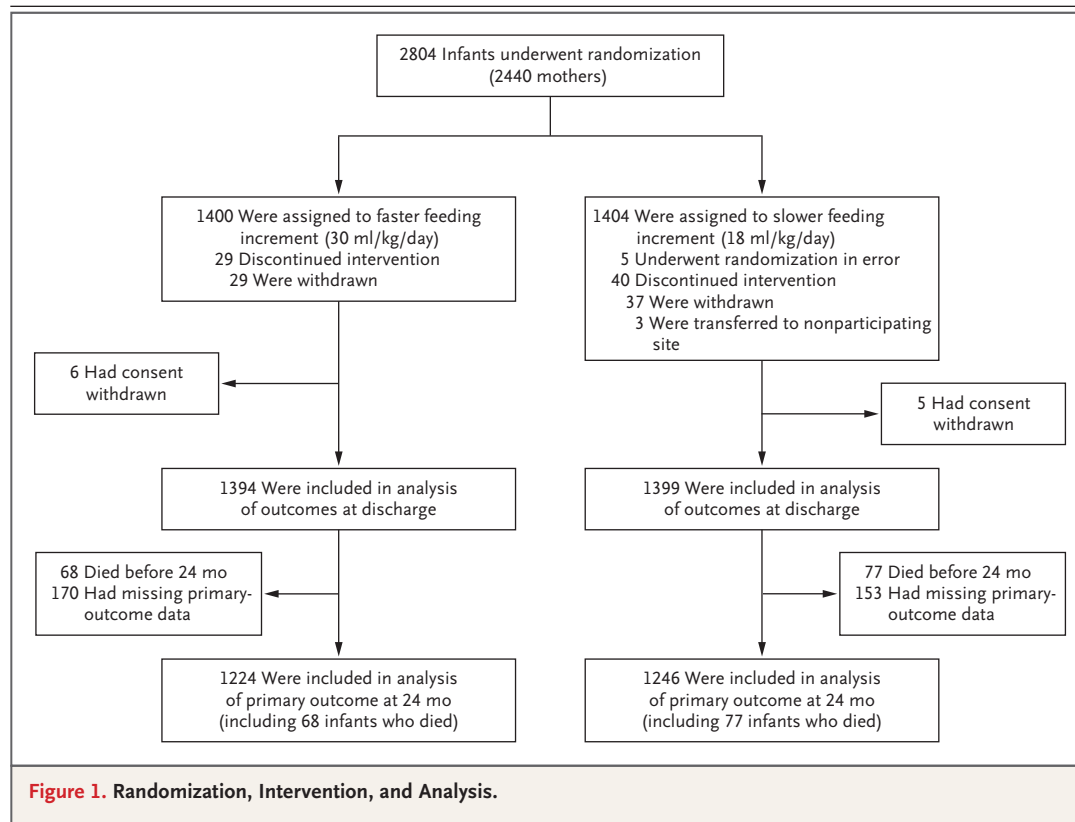 2804 Infants underwent randomization
(2440 mothers)
1400 Were assigned to faster feeding
increment (30 ml/kg/day)
29 Discontinued intervention
29 Were withdrawn
1404 Were assigned to slower feeding
increment (18 ml/kg/day)
5 Underwent randomization in error
40 Discontinued intervention
37 Were withdrawn
3 Were transferred to nonparticipating
site
6 Had consent
withdrawn
5 Had consent
withdrawn
1394 Were included in analysis
of outcomes at discharge
1399 Were included in analysis
of outcomes at discharge
68 Died before 24 mo
170 Had missing primary-
outcome data
77 Died before 24 mo
153 Had missing primary-
outcome data
1224 Were included in analysis
of primary outcome at 24 mo
(including 68 infants who died)
1246 Were included in analysis
of primary outcome at 24 mo
(including 77 infants who died)
Figure 1. Randomization, Intervention, and Analysis.